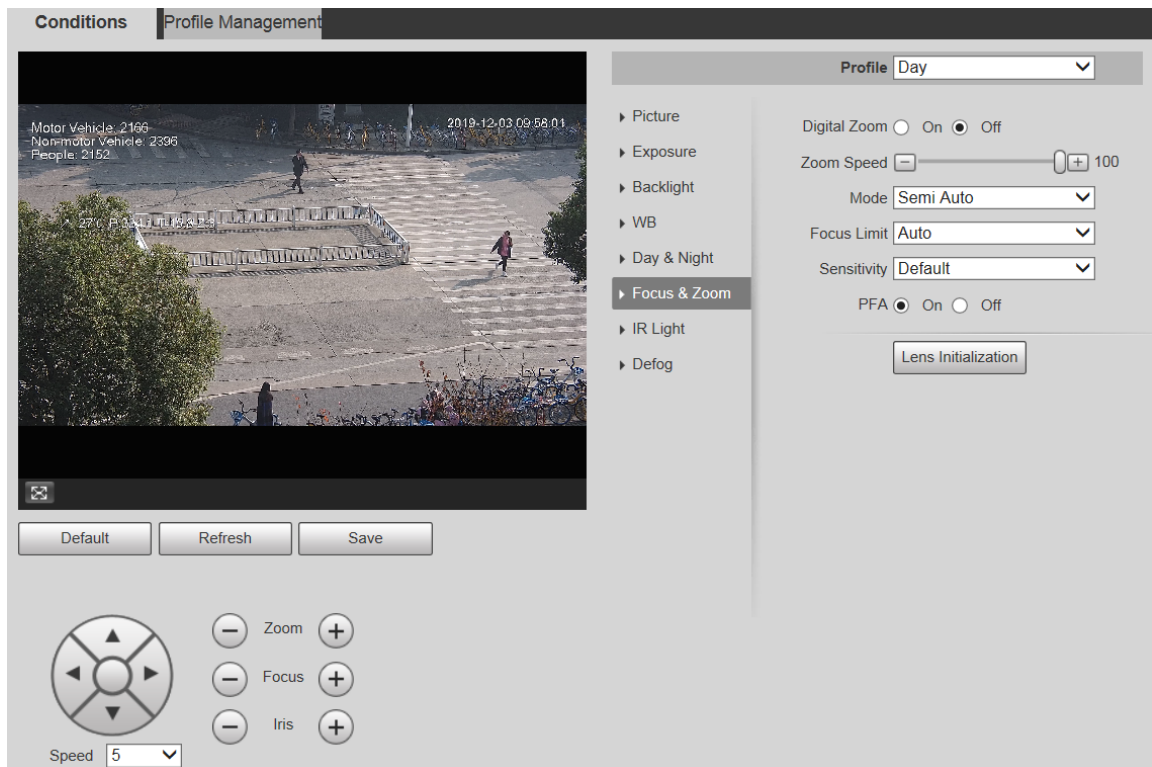 Conditions
Profile Management
Motor Vehicle: 2166
Non-motor Vehicle: 2396
People: 2152
2019-12-03 09:58:01
27℃
Default
Refresh
Save
Zoom
Focus
Iris
Speed 5
Profile Day
Picture
Exposure
Backlight
WB
Day & Night
Focus & Zoom
IR Light
Defog
Digital Zoom On Off
Zoom Speed 100
Mode Semi Auto
Focus Limit Auto
Sensitivity Default
PFA On Off
Lens Initialization